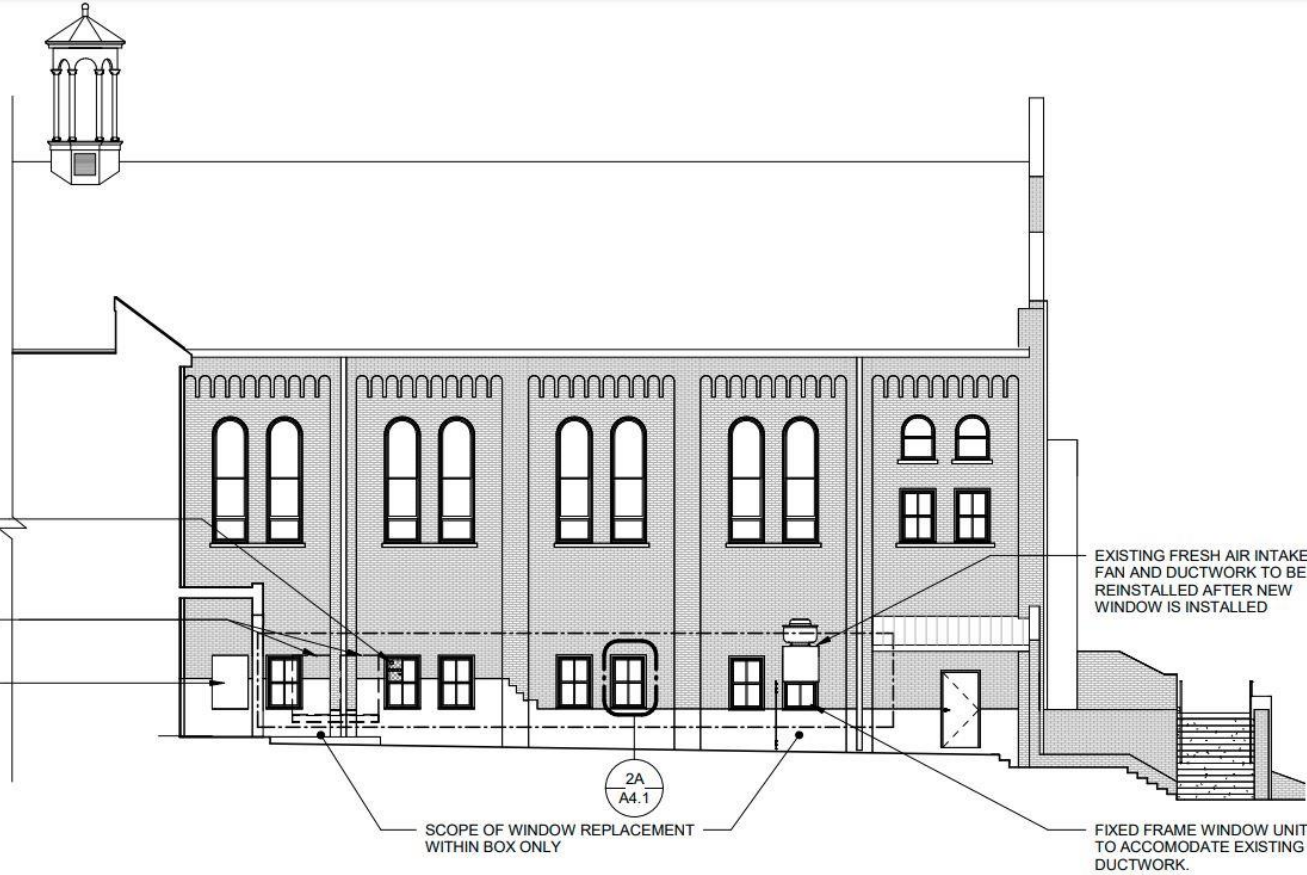 EXISTING FRESH AIR INTAKE
FAN AND DUCTWORK TO BE
REINSTALLED AFTER NEW
WINDOW IS INSTALLED
2A
A4.1
SCOPE OF WINDOW REPLACEMENT
WITHIN BOX ONLY
FIXED FRAME WINDOW UNIT
TO ACCOMODATE EXISTING
DUCTWORK.